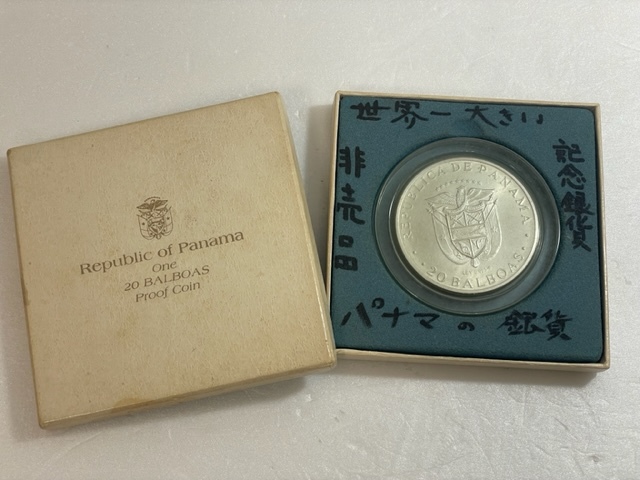 Republic of Panama
One
20 BALBOAS
Proof Coin
世界一大きい
記念銀貨
非売品
パナマの銀貨
REPUBLICA DE PANAMA
20 BALBOAS